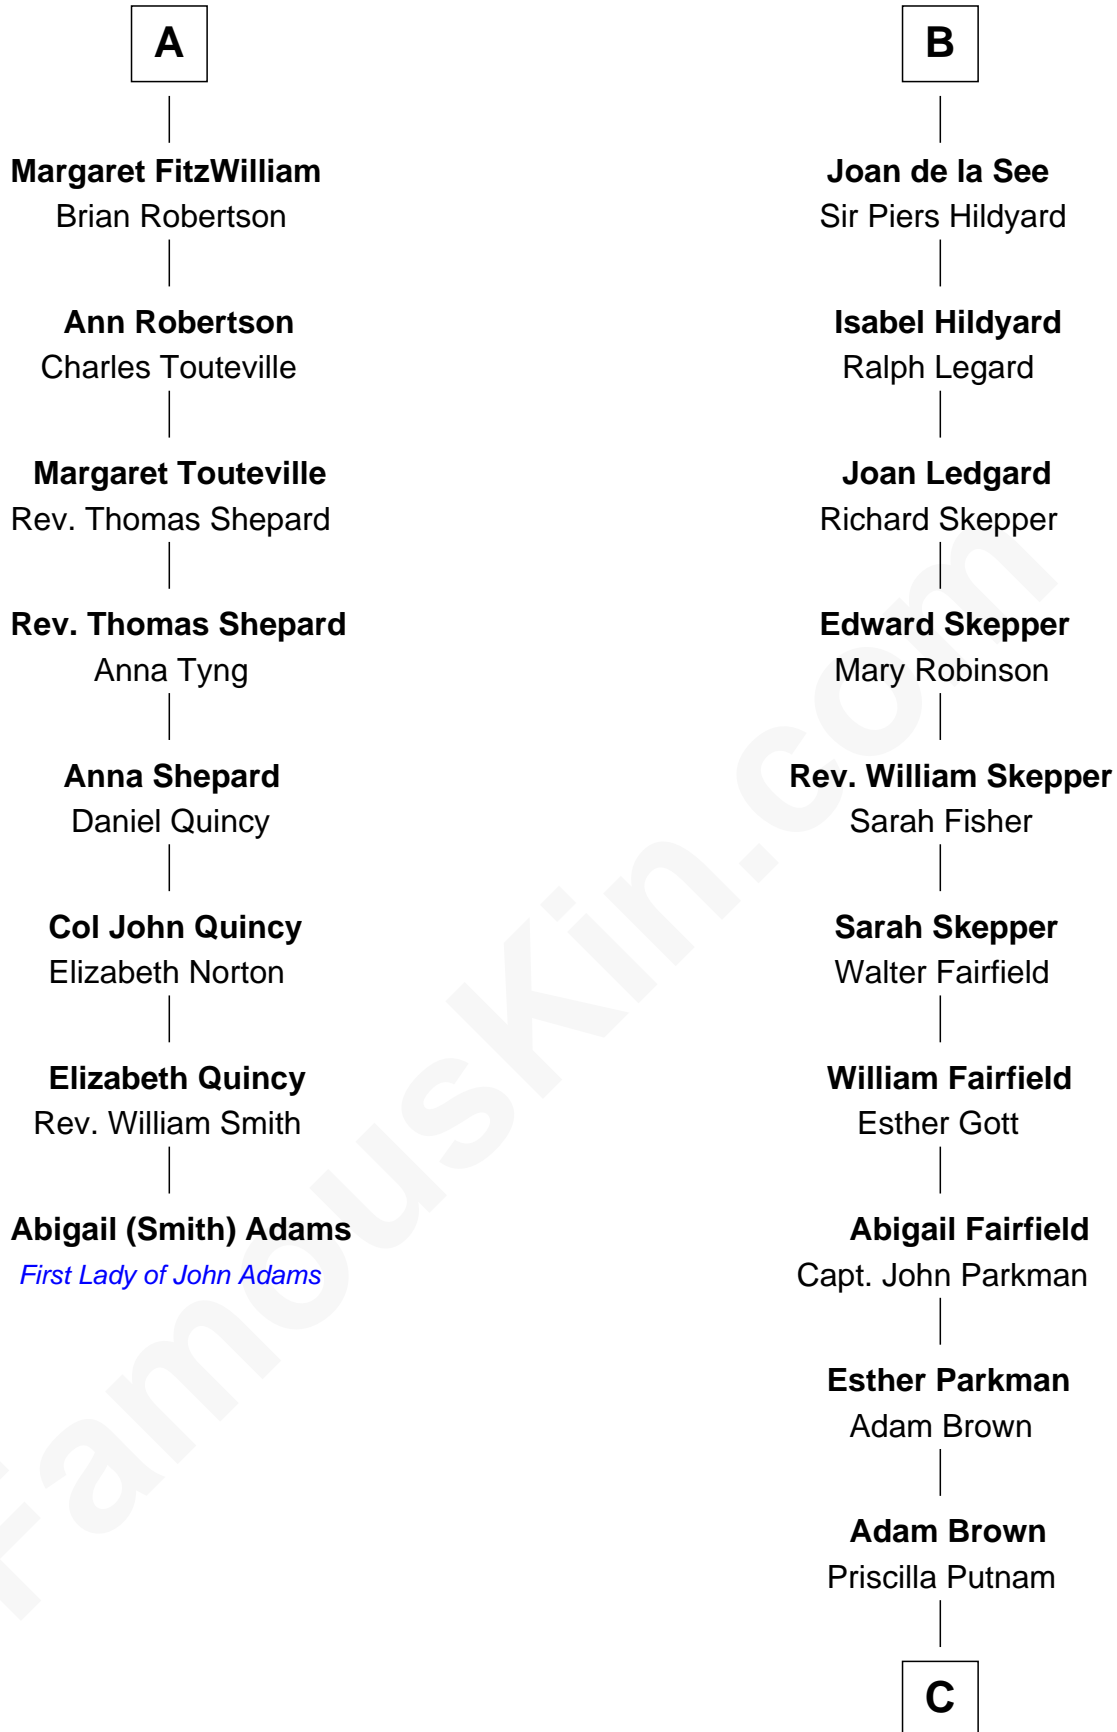 A
Margaret FitzWilliam
Brian Robertson
Ann Robertson
Charles Touteville
Margaret Touteville
Rev. Thomas Shepard
Rev. Thomas Shepard
Anna Tyng
Anna Shepard
Daniel Quincy
Col John Quincy
Elizabeth Norton
Elizabeth Quincy
Rev. William Smith
Abigail (Smith) Adams
First Lady of John Adams
B
Joan de la See
Sir Piers Hildyard
Isabel Hildyard
Ralph Legard
Joan Ledgard
Richard Skepper
Edward Skepper
Mary Robinson
Rev. William Skepper
Sarah Fisher
Sarah Skepper
Walter Fairfield
William Fairfield
Esther Gott
Abigail Fairfield
Capt. John Parkman
Esther Parkman
Adam Brown
Adam Brown
Priscilla Putnam
C
FamousKin.com